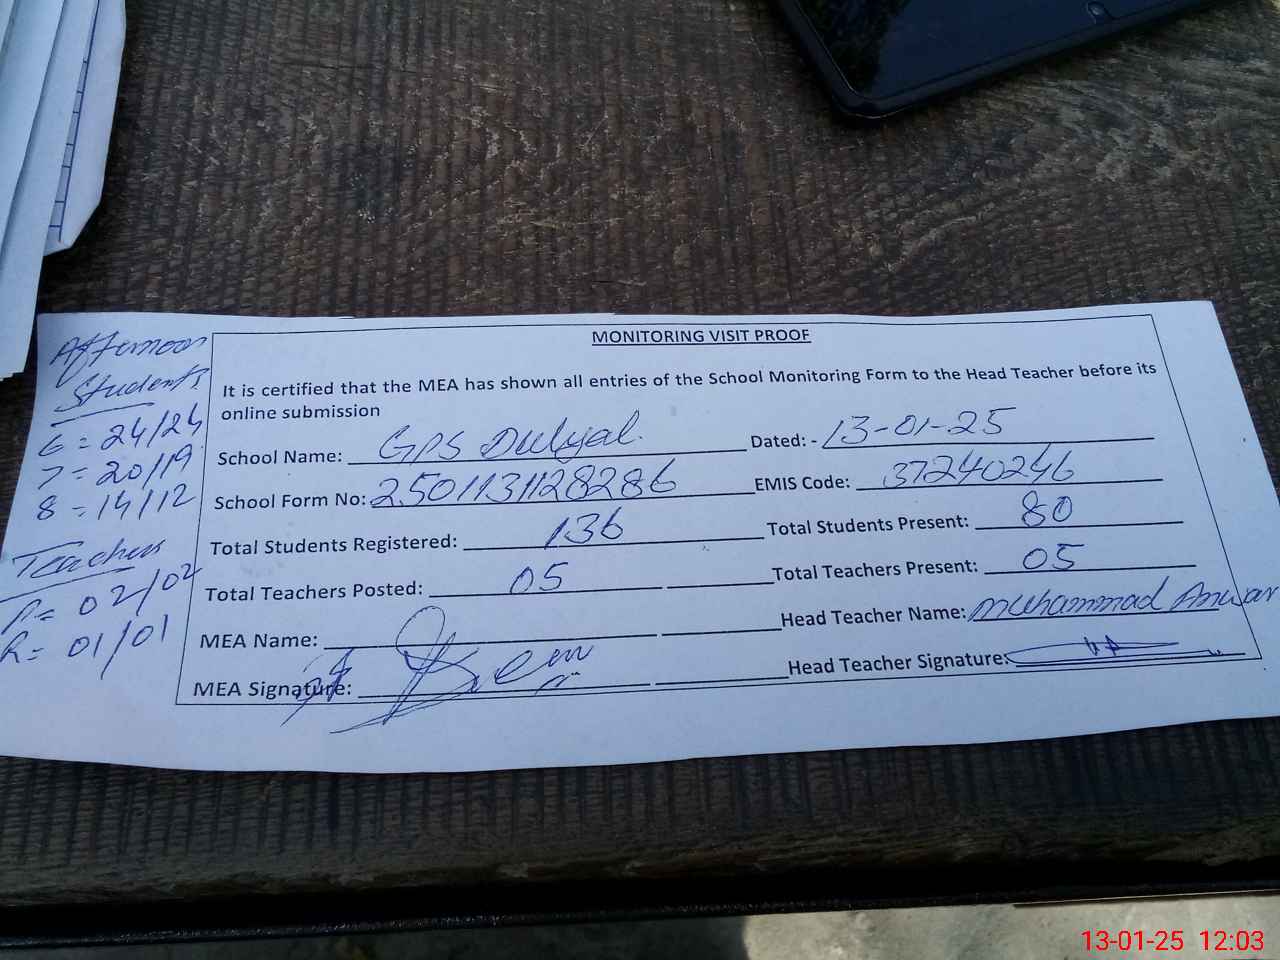 MONITORING VISIT PROOF
It is certified that the MEA has shown all entries of the School Monitoring Form to the Head Teacher before its
online submission
School Name: GPS Dulyal. Dated: - 13-01-25
School Form No: 2501131128286 EMIS Code: 37240246
Total Students Registered: 136 Total Students Present: 80
Total Teachers Posted: 05 Total Teachers Present: 05
MEA Name: Head Teacher Name: Muhammad Anwar
MEA Signature: Head Teacher Signature:
Afternoon
Students
6 = 24/24
7 = 20/19
8 = 14/12
Teachers
P = 02/02
R = 01/01
13-01-25 12:03